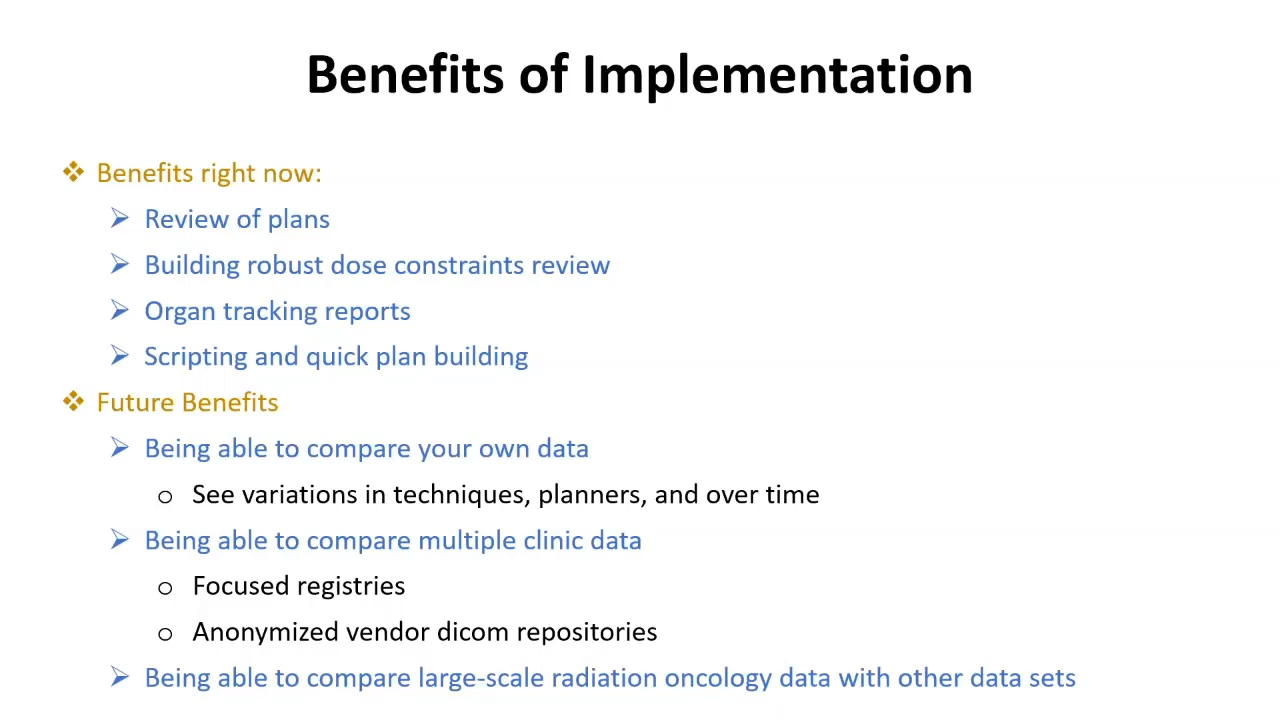 Benefits of Implementation
❖ Benefits right now:
➢ Review of plans
➢ Building robust dose constraints review
➢ Organ tracking reports
➢ Scripting and quick plan building
❖ Future Benefits
➢ Being able to compare your own data
o See variations in techniques, planners, and over time
➢ Being able to compare multiple clinic data
o Focused registries
o Anonymized vendor dicom repositories
➢ Being able to compare large-scale radiation oncology data with other data sets